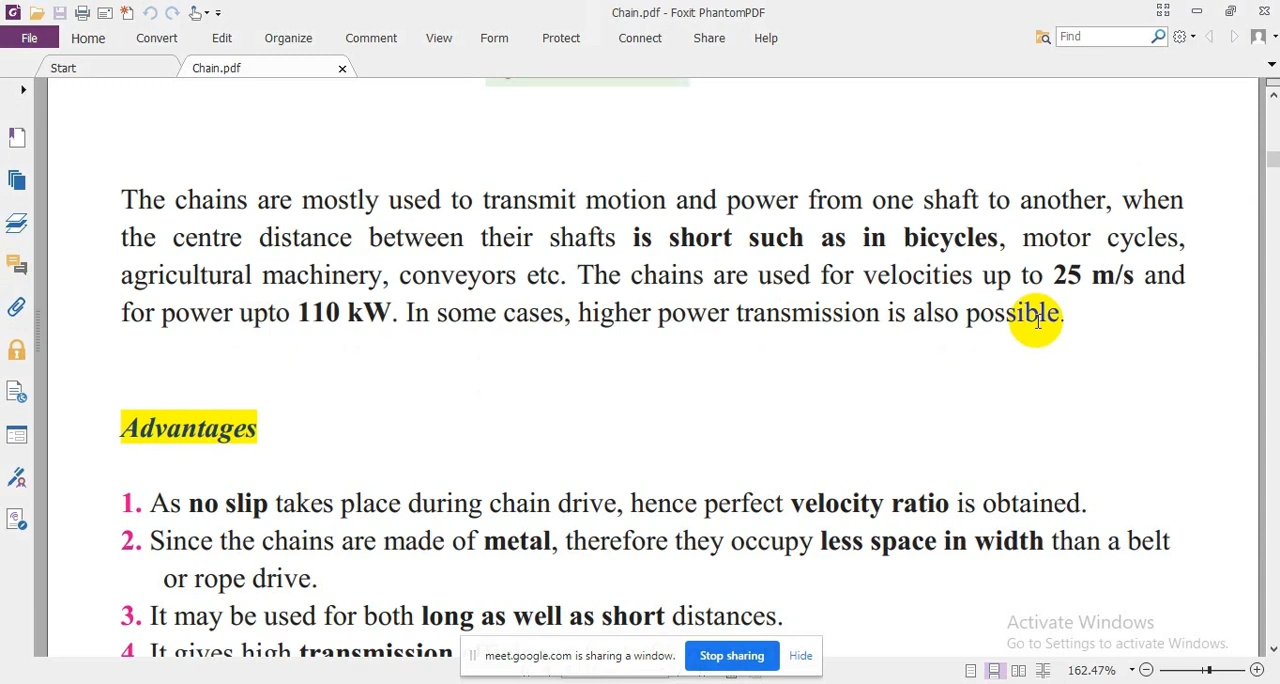 Chain.pdf - Foxit PhantomPDF
File Home Convert Edit Organize Comment View Form Protect Connect Share Help Find
Start Chain.pdf
The chains are mostly used to transmit motion and power from one shaft to another, when
the centre distance between their shafts is short such as in bicycles, motor cycles,
agricultural machinery, conveyors etc. The chains are used for velocities up to 25 m/s and
for power upto 110 kW. In some cases, higher power transmission is also possible.
Advantages
1. As no slip takes place during chain drive, hence perfect velocity ratio is obtained.
2. Since the chains are made of metal, therefore they occupy less space in width than a belt
or rope drive.
3. It may be used for both long as well as short distances.
4. It gives high transmission
Activate Windows
Go to Settings to activate Windows.
meet.google.com is sharing a window. Stop sharing Hide
162.47%